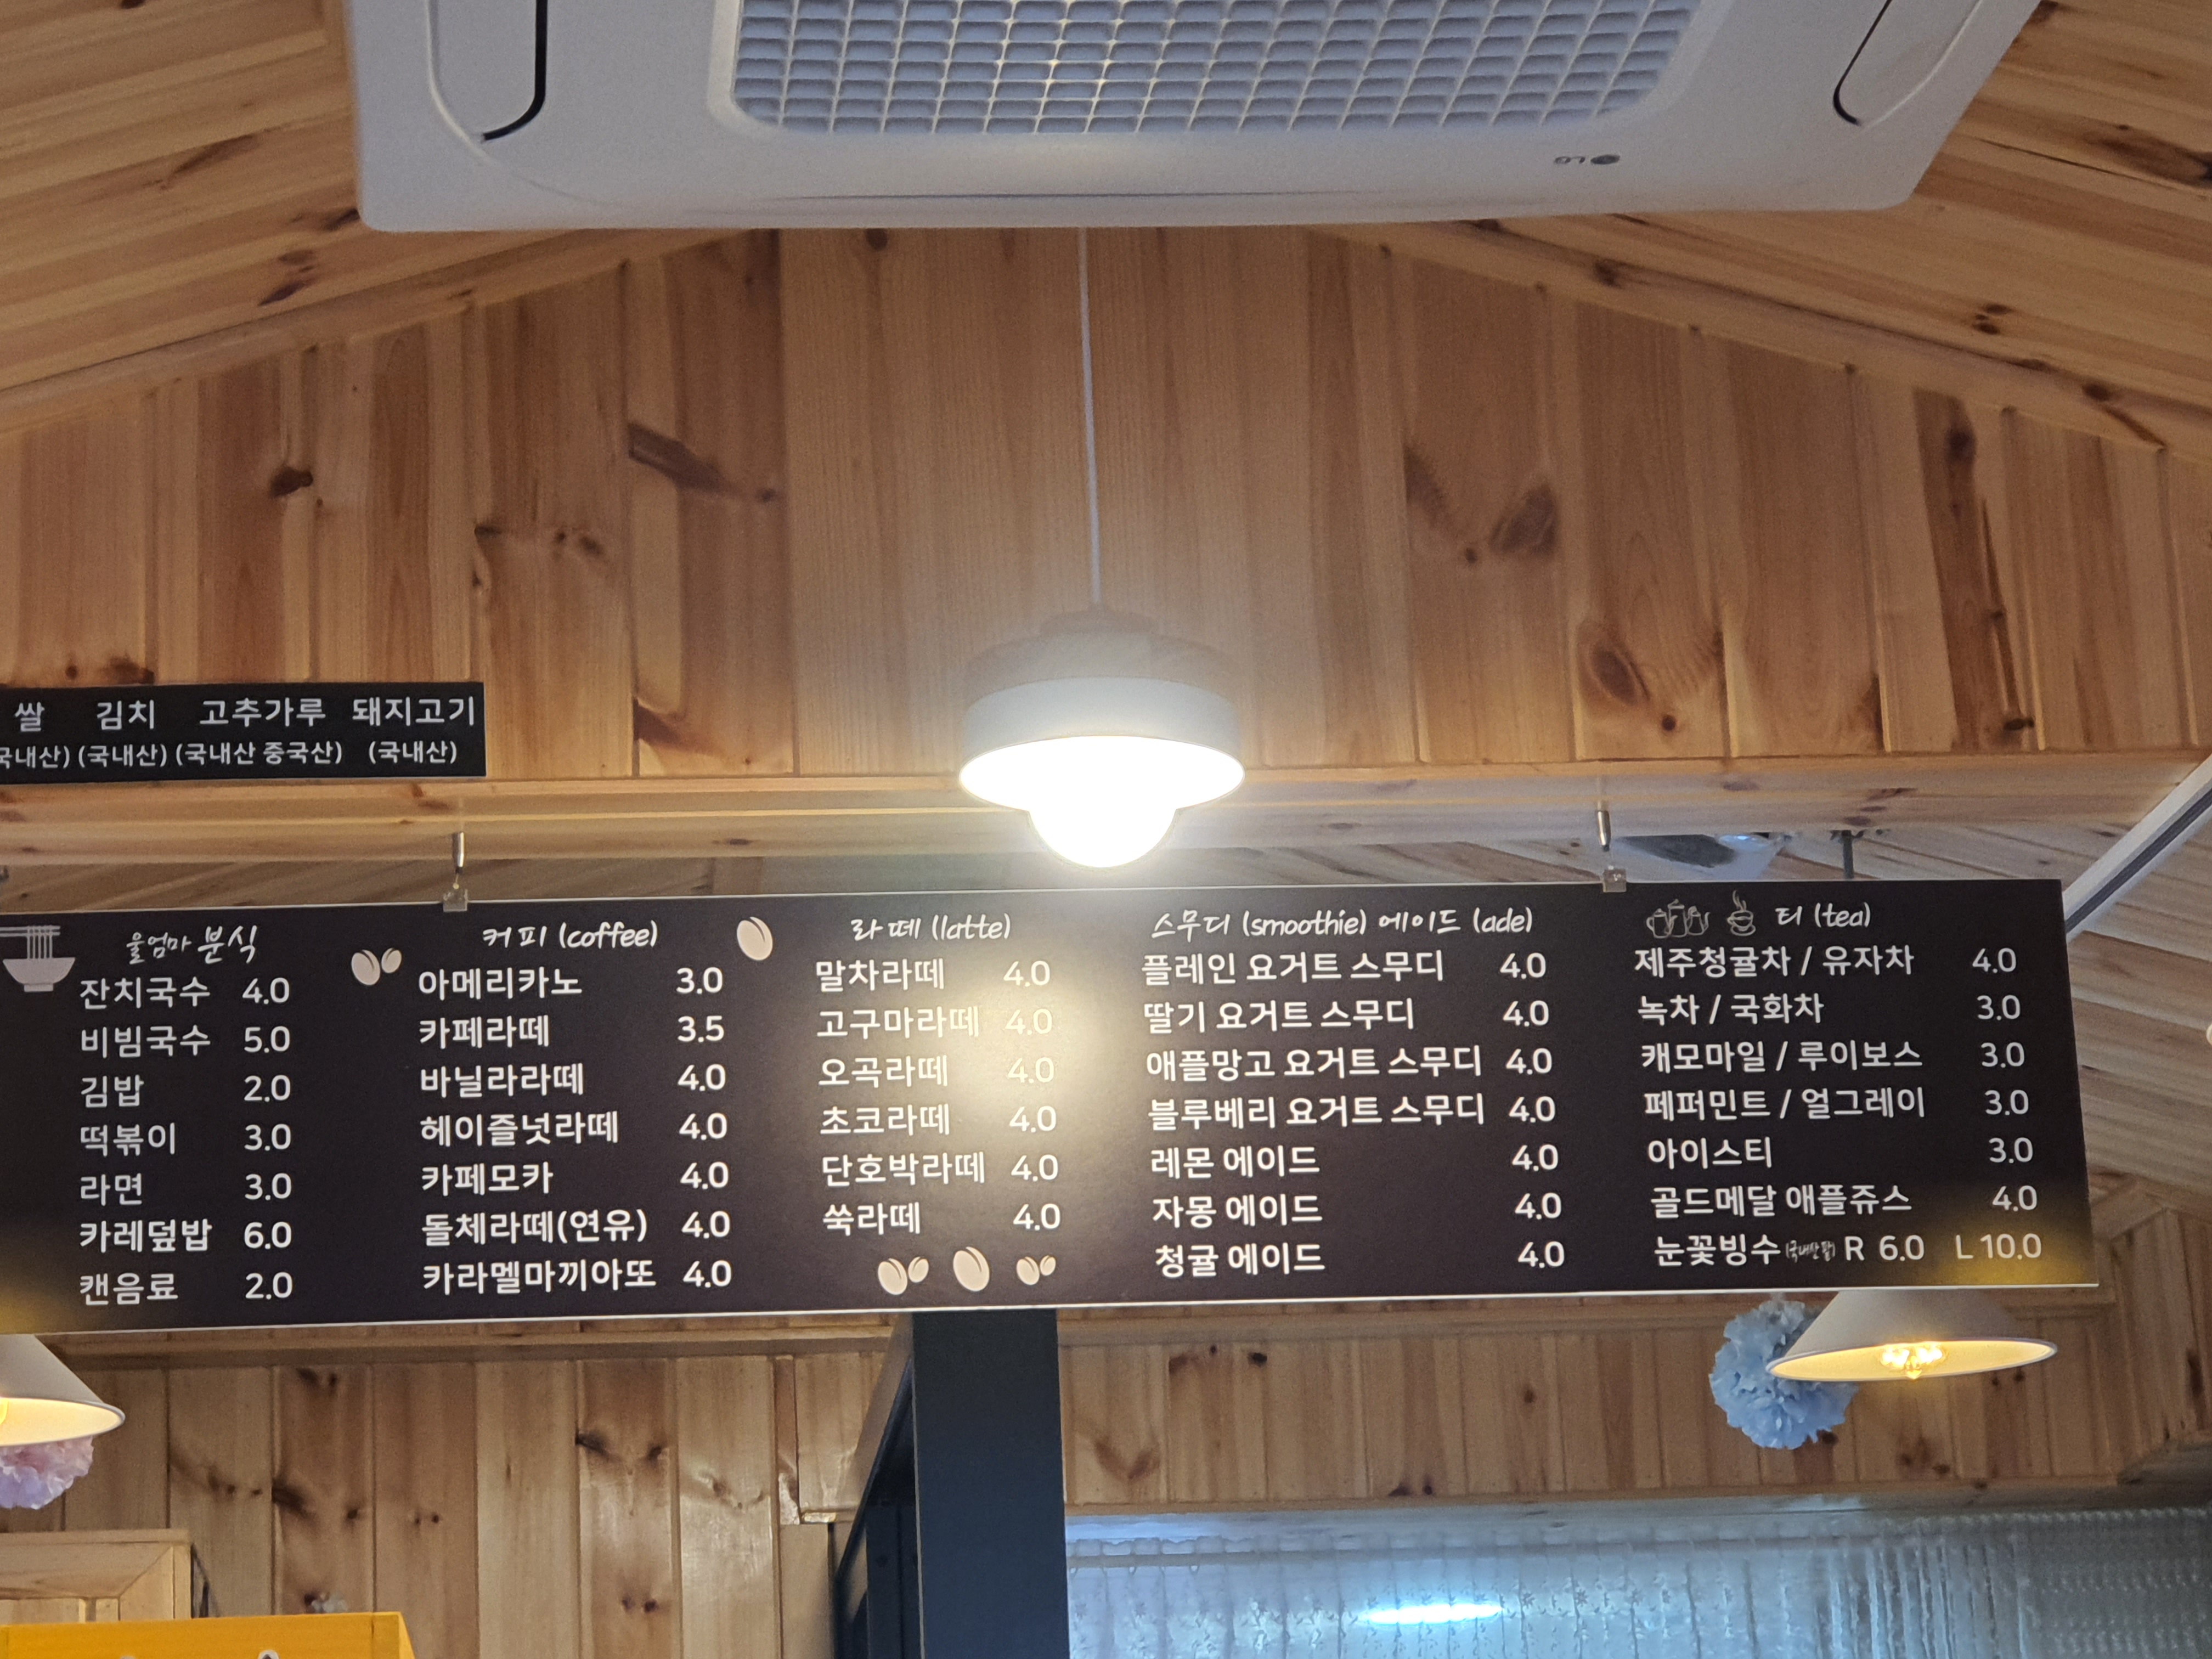 LG
쌀 김치 고추가루 돼지고기
국내산) (국내산) (국내산 중국산) (국내산)
울엄마 분식
잔치국수 4.0
비빔국수 5.0
김밥 2.0
떡볶이 3.0
라면 3.0
카레덮밥 6.0
캔음료 2.0
커피 (coffee)
아메리카노 3.0
카페라떼 3.5
바닐라라떼 4.0
헤이즐넛라떼 4.0
카페모카 4.0
돌체라떼(연유) 4.0
카라멜마끼아또 4.0
라떼 (latte)
말차라떼 4.0
고구마라떼 4.0
오곡라떼 4.0
초코라떼 4.0
단호박라떼 4.0
쑥라떼 4.0
스무디 (smoothie) 에이드 (ade)
플레인 요거트 스무디 4.0
딸기 요거트 스무디 4.0
애플망고 요거트 스무디 4.0
블루베리 요거트 스무디 4.0
레몬 에이드 4.0
자몽 에이드 4.0
청귤 에이드 4.0
티 (tea)
제주청귤차 / 유자차 4.0
녹차 / 국화차 3.0
캐모마일 / 루이보스 3.0
페퍼민트 / 얼그레이 3.0
아이스티 3.0
골드메달 애플쥬스 4.0
눈꽃빙수 (국내산팥) R 6.0 L 10.0